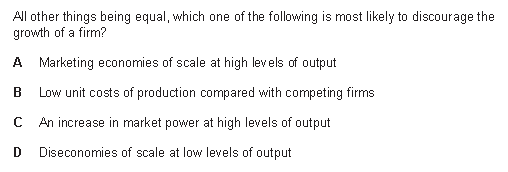 All other things being equal, which one of the following is most likely to discourage the
growth of a firm?
A Marketing economies of scale at high levels of output
B Low unit costs of production compared with competing firms
C An increase in market power at high levels of output
D Diseconomies of scale at low levels of output